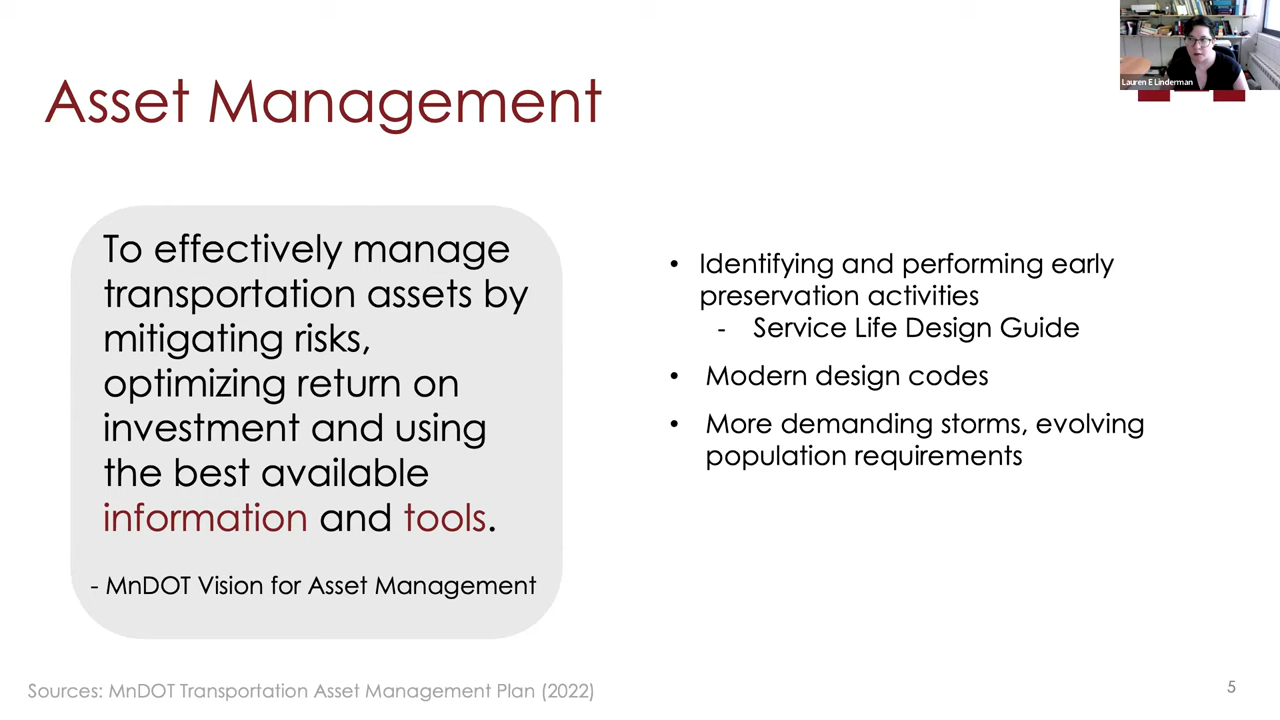 Lauren E Linderman
Asset Management
To effectively manage
transportation assets by
mitigating risks,
optimizing return on
investment and using
the best available
information and tools.
- MnDOT Vision for Asset Management
• Identifying and performing early
preservation activities
- Service Life Design Guide
• Modern design codes
• More demanding storms, evolving
population requirements
Sources: MnDOT Transportation Asset Management Plan (2022)
5